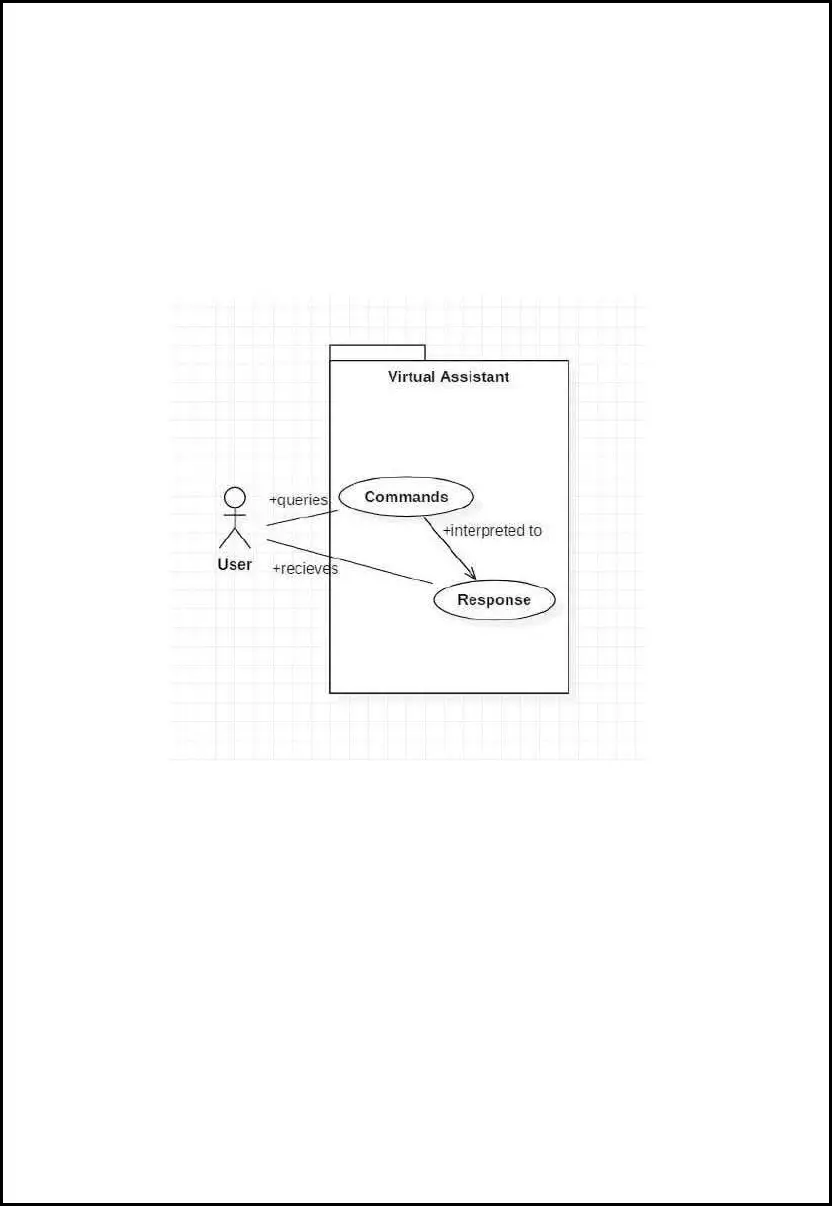 Virtual Assistant
+queries
Commands
+interpreted to
User
+recieves
Response